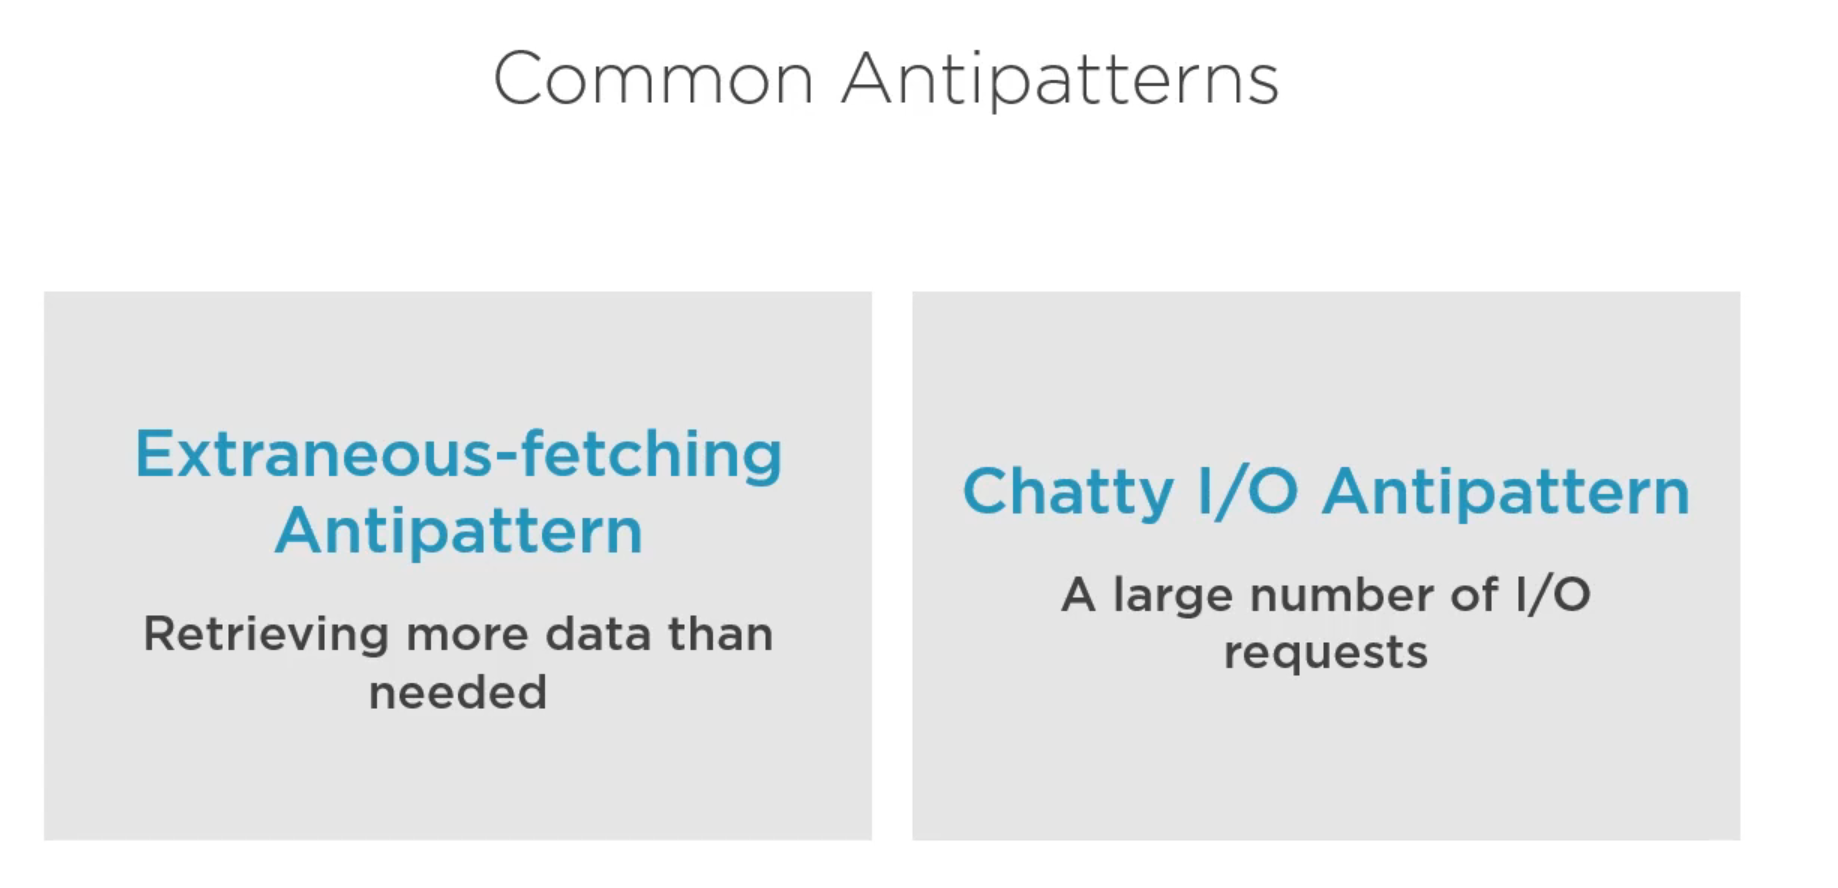 Common Antipatterns
Extraneous-fetching
Antipattern
Retrieving more data than
needed
Chatty I/O Antipattern
A large number of I/O
requests